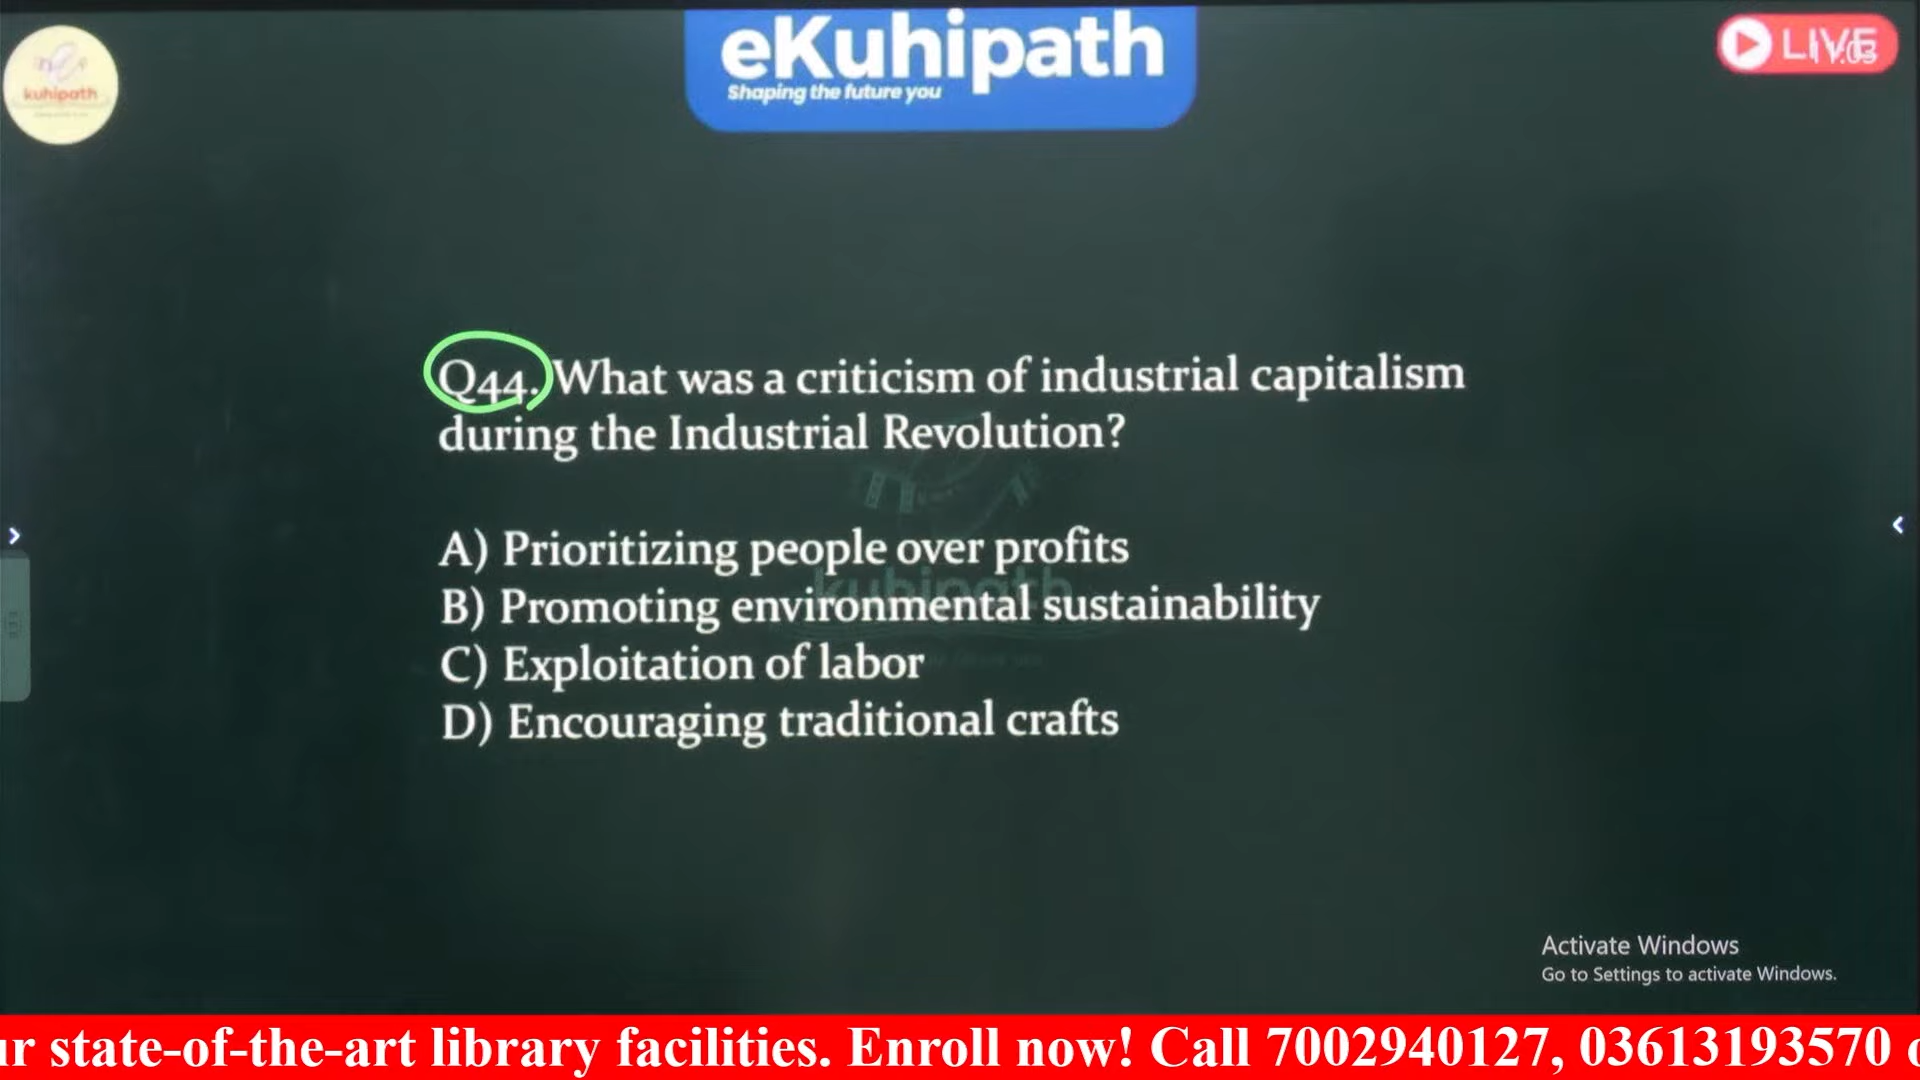 eKuhipath
Shaping the future you
kuhipath
LIVE
Q44. What was a criticism of industrial capitalism
during the Industrial Revolution?
A) Prioritizing people over profits
B) Promoting environmental sustainability
C) Exploitation of labor
D) Encouraging traditional crafts
kuhipath
Activate Windows
Go to Settings to activate Windows.
state-of-the-art library facilities. Enroll now! Call 7002940127, 03613193570